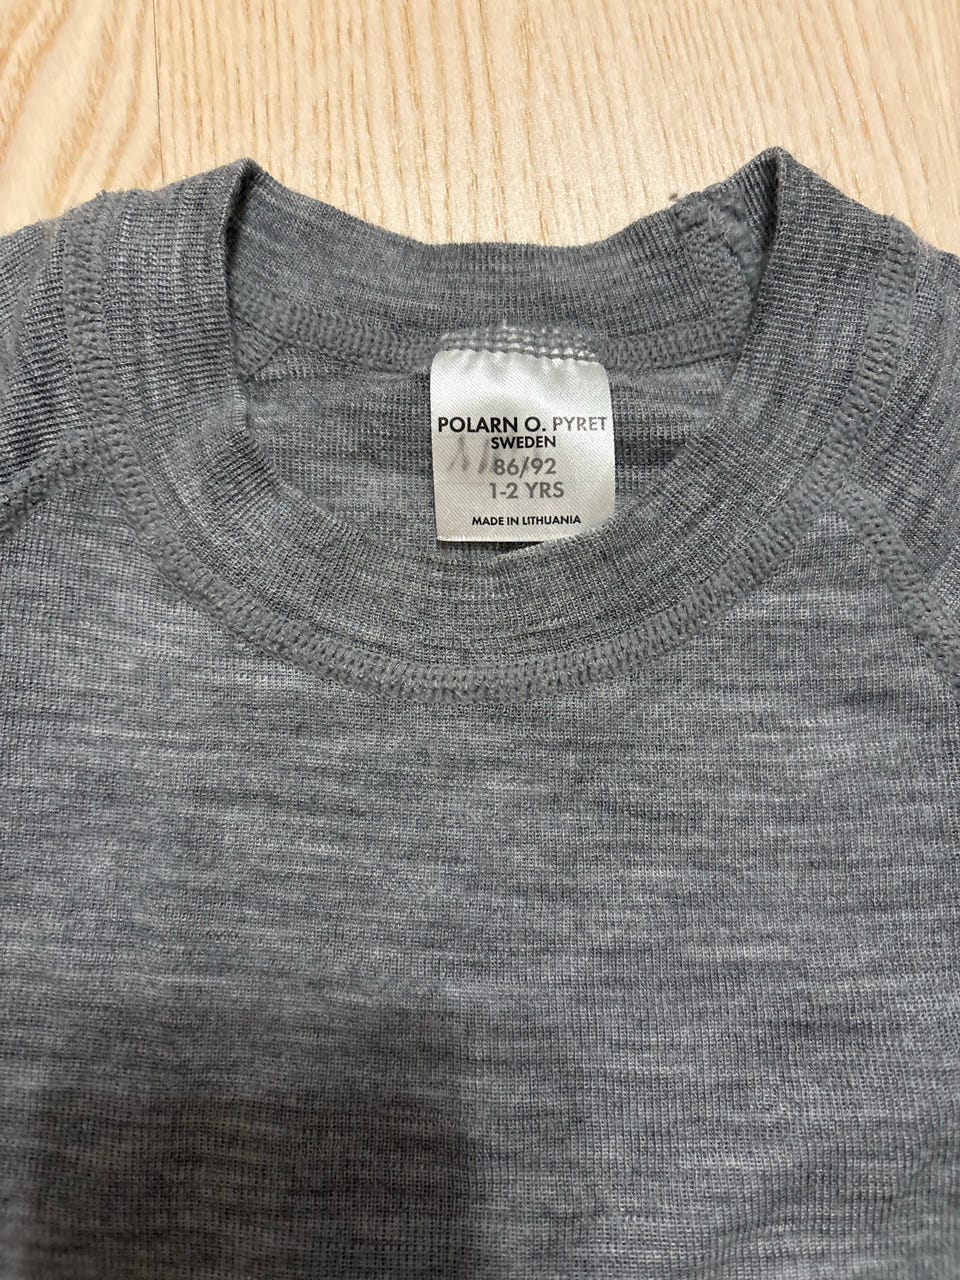 POLARN O. PYRET
SWEDEN
86/92
1-2 YRS
MADE IN LITHUANIA